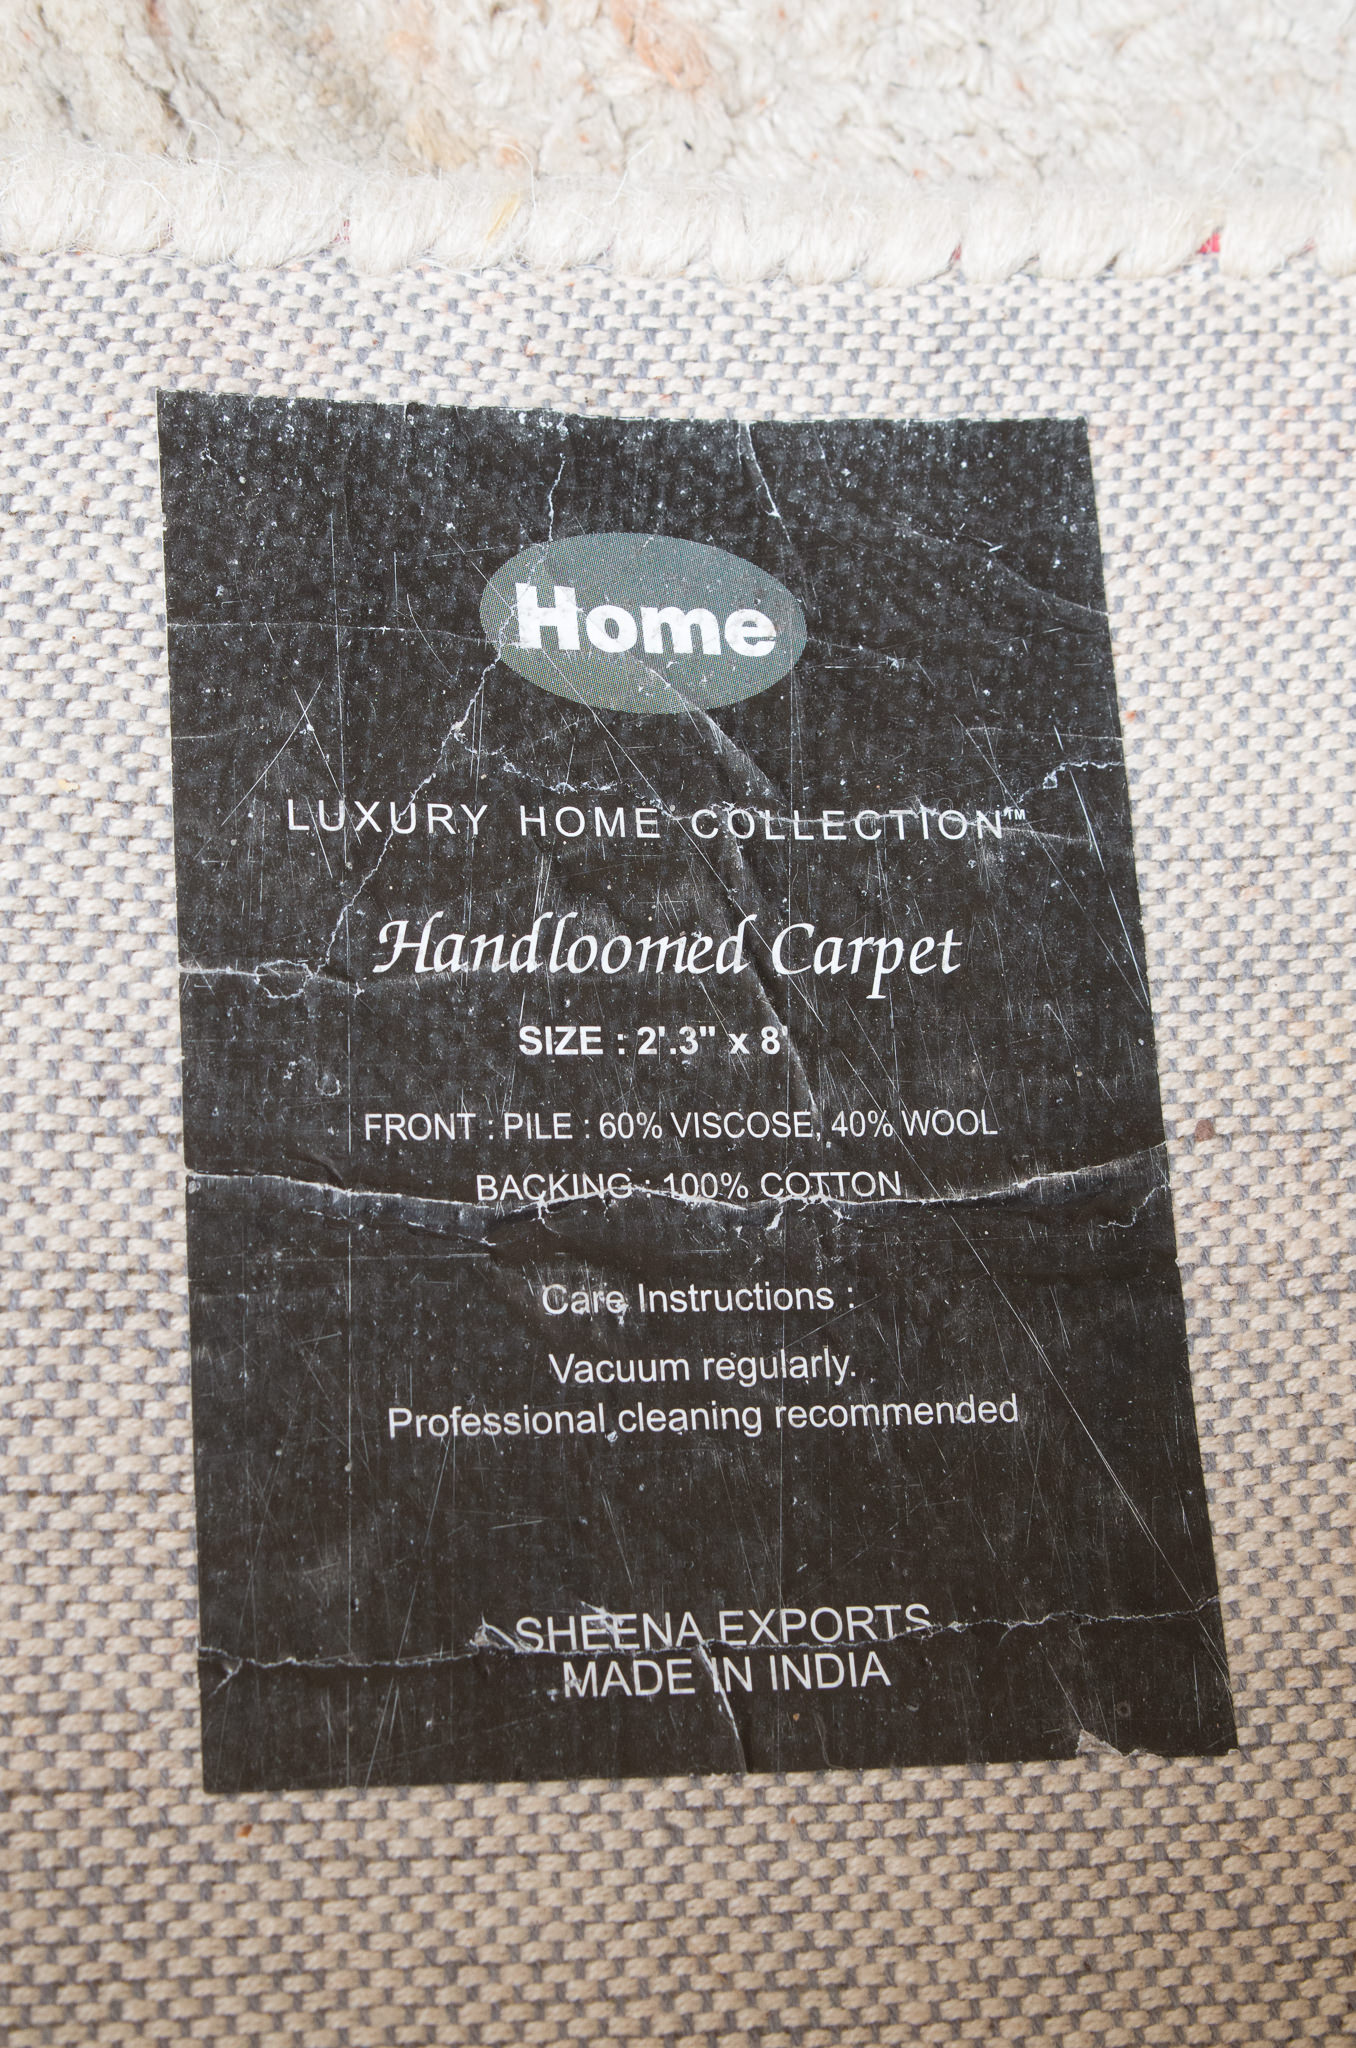 Home
LUXURY HOME COLLECTION™
Handloomed Carpet
SIZE : 2'.3" x 8'
FRONT : PILE : 60% VISCOSE, 40% WOOL
BACKING : 100% COTTON
Care Instructions :
Vacuum regularly.
Professional cleaning recommended
SHEENA EXPORTS
MADE IN INDIA